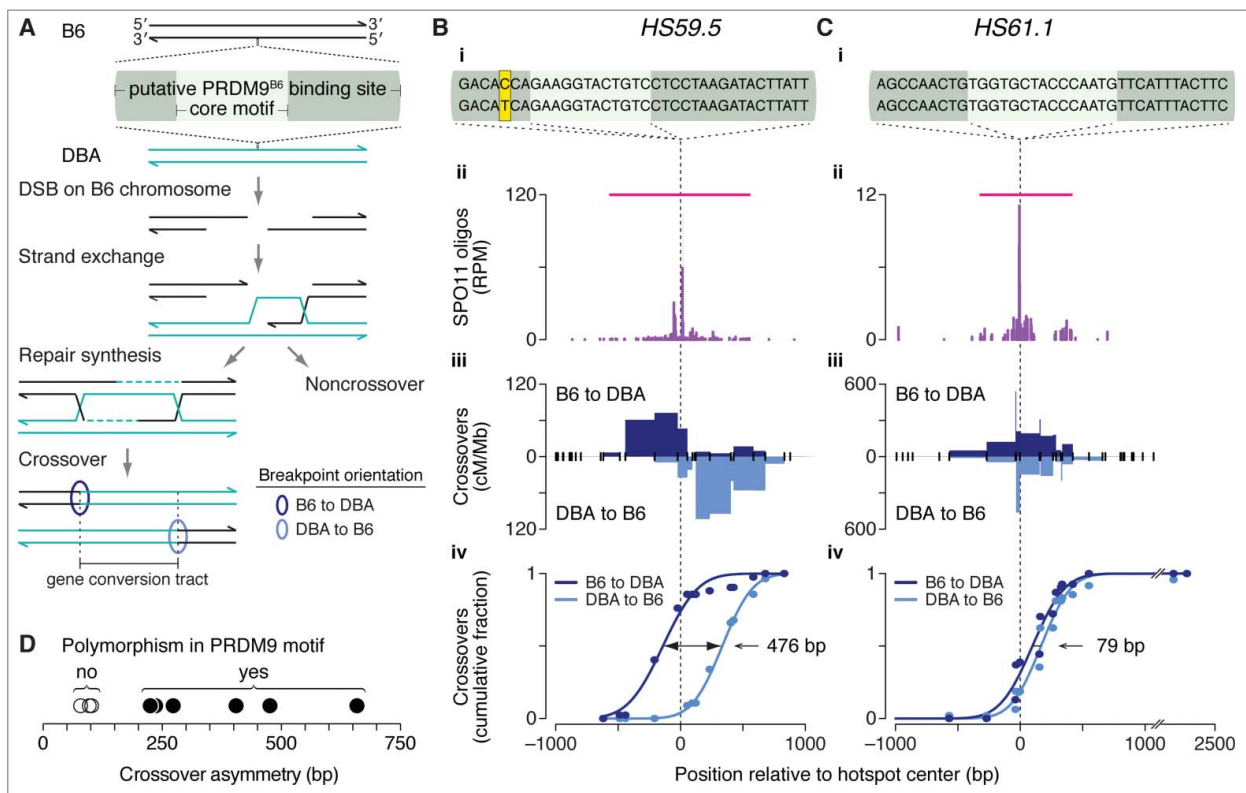 A
B6
5′ 3′
3′ 5′
putative PRDM9B6 binding site
core motif
DBA
DSB on B6 chromosome
Strand exchange
Repair synthesis
Noncrossover
Crossover
Breakpoint orientation
B6 to DBA
DBA to B6
gene conversion tract
B
HS59.5
i
GACACCAGAAGGTACTGTCCTCCTAAGATACTTATT
GACATCAGAAGGTACTGTCCTCCTAAGATACTTATT
ii
120
0
SPO11 oligos
(RPM)
iii
120
0
120
Crossovers
(cM/Mb)
B6 to DBA
DBA to B6
iv
1
0
Crossovers
(cumulative fraction)
B6 to DBA
DBA to B6
476 bp
−1000 0 1000
C
HS61.1
i
AGCCAACTGTGGTGCTACCCAATGTTCATTTACTTC
AGCCAACTGTGGTGCTACCCAATGTTCATTTACTTC
ii
12
0
iii
600
0
600
B6 to DBA
DBA to B6
iv
1
0
B6 to DBA
DBA to B6
79 bp
−1000 0 1000 2500
Position relative to hotspot center (bp)
D
Polymorphism in PRDM9 motif
no yes
0 250 500 750
Crossover asymmetry (bp)